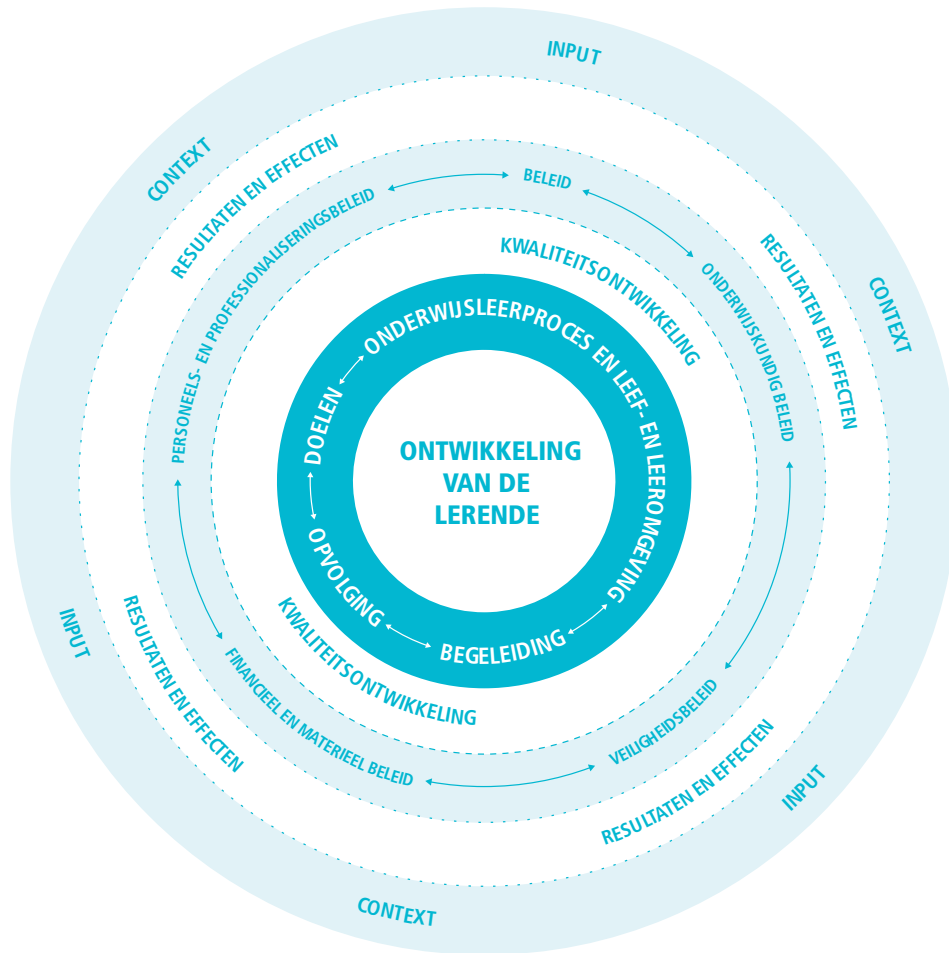 INPUT
CONTEXT
CONTEXT
INPUT
INPUT
CONTEXT
RESULTATEN EN EFFECTEN
RESULTATEN EN EFFECTEN
RESULTATEN EN EFFECTEN
RESULTATEN EN EFFECTEN
BELEID
ONDERWIJSKUNDIG BELEID
VEILIGHEIDSBELEID
FINANCIEEL EN MATERIEEL BELEID
PERSONEELS- EN PROFESSIONALISERINGSBELEID
KWALITEITSONTWIKKELING
KWALITEITSONTWIKKELING
ONDERWIJSLEERPROCES EN LEEF- EN LEEROMGEVING
BEGELEIDING
OPVOLGING
DOELEN
ONTWIKKELING
VAN DE
LERENDE